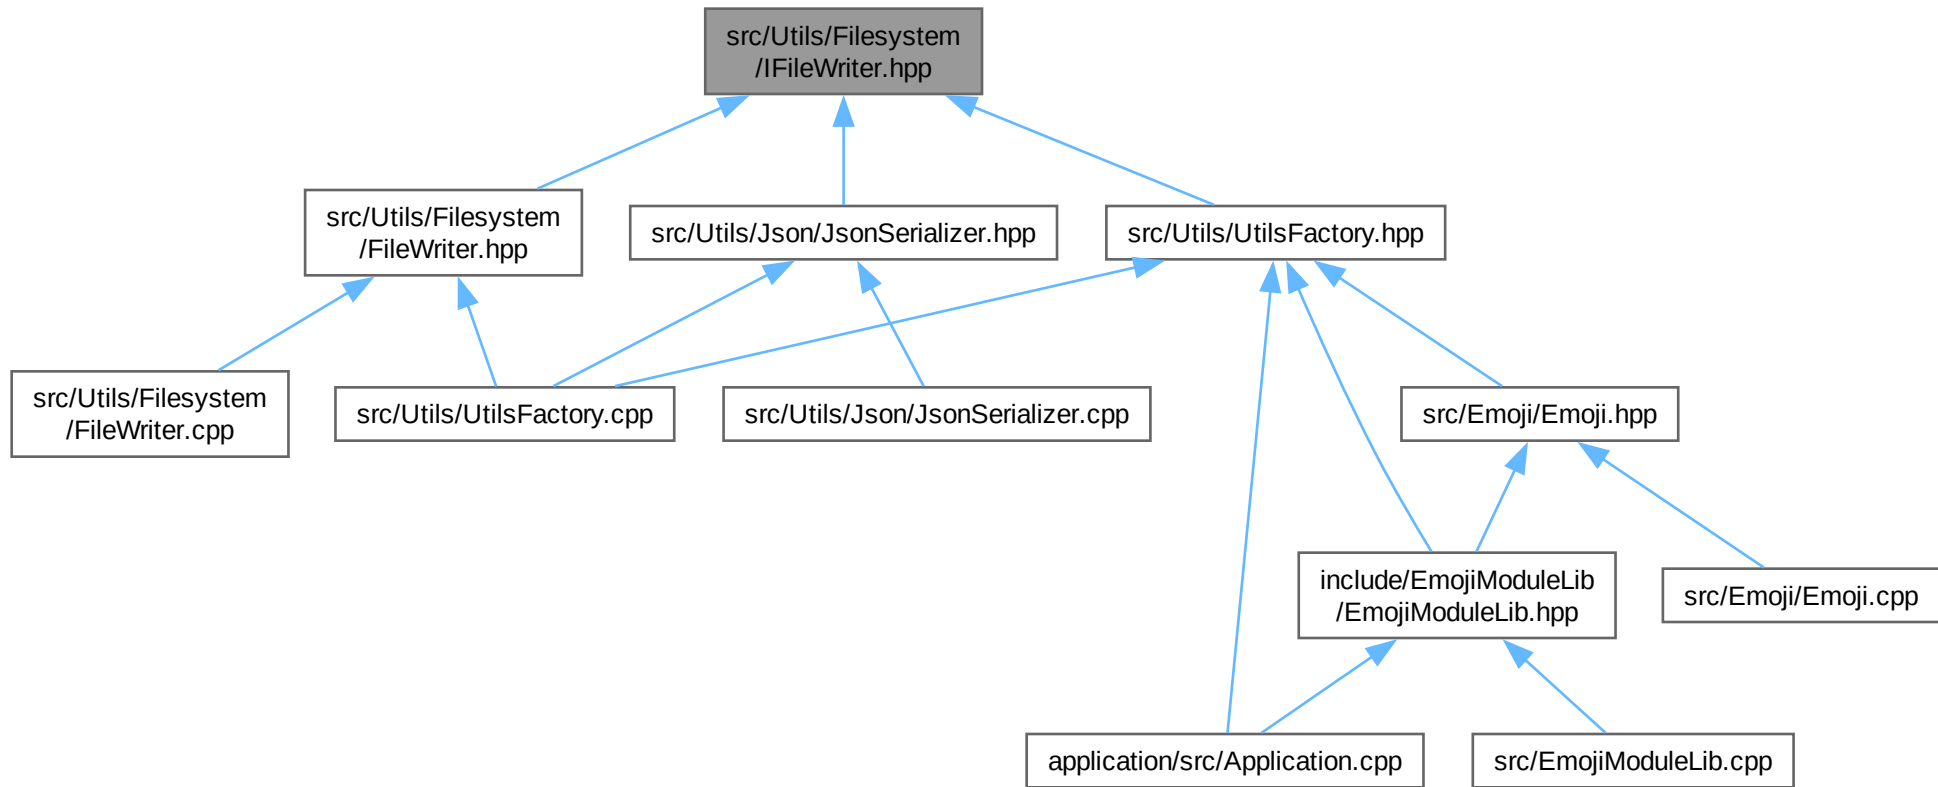 src/Utils/Filesystem
/IFileWriter.hpp
src/Utils/Filesystem
/FileWriter.hpp
src/Utils/Json/JsonSerializer.hpp
src/Utils/UtilsFactory.hpp
src/Utils/Filesystem
/FileWriter.cpp
src/Utils/UtilsFactory.cpp
src/Utils/Json/JsonSerializer.cpp
src/Emoji/Emoji.hpp
include/EmojiModuleLib
/EmojiModuleLib.hpp
src/Emoji/Emoji.cpp
application/src/Application.cpp
src/EmojiModuleLib.cpp